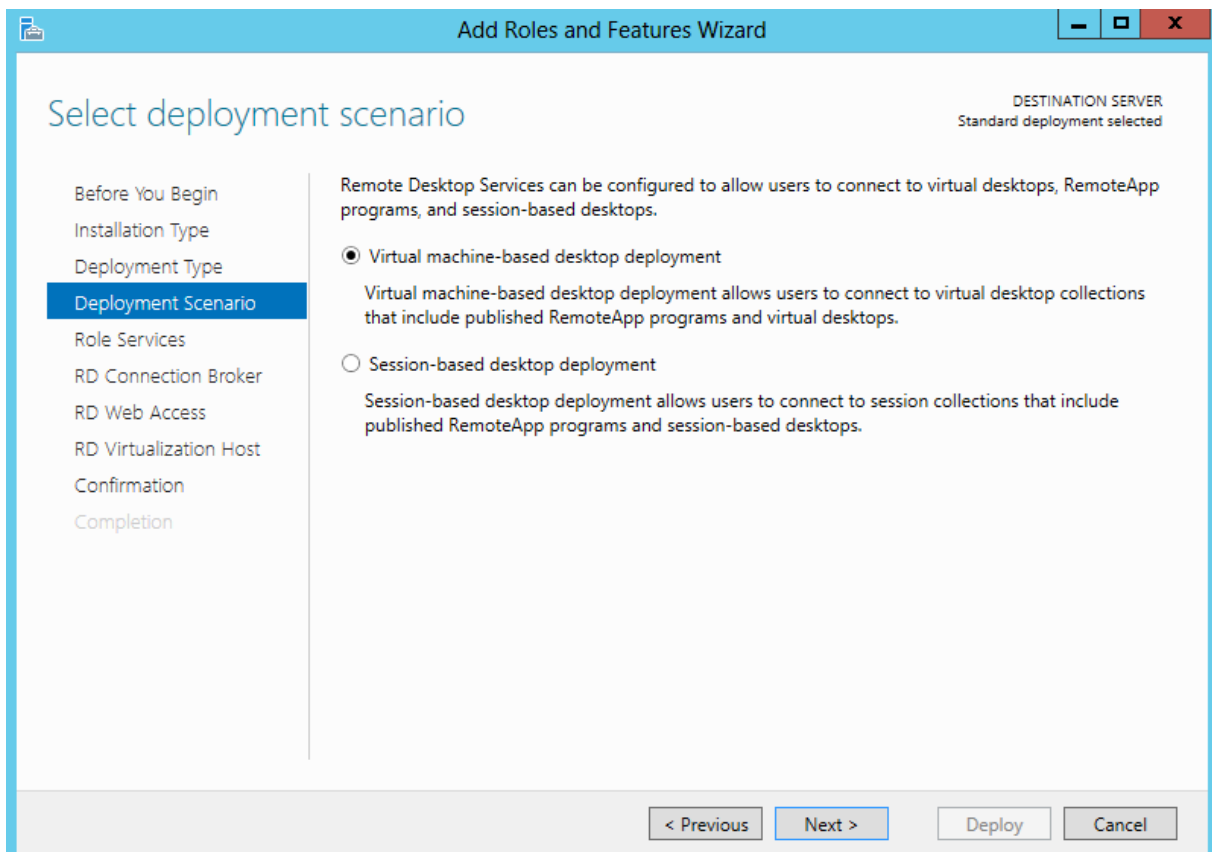 Add Roles and Features Wizard
Select deployment scenario
DESTINATION SERVER
Standard deployment selected
Before You Begin
Installation Type
Deployment Type
Deployment Scenario
Role Services
RD Connection Broker
RD Web Access
RD Virtualization Host
Confirmation
Completion
Remote Desktop Services can be configured to allow users to connect to virtual desktops, RemoteApp
programs, and session-based desktops.
Virtual machine-based desktop deployment
Virtual machine-based desktop deployment allows users to connect to virtual desktop collections
that include published RemoteApp programs and virtual desktops.
Session-based desktop deployment
Session-based desktop deployment allows users to connect to session collections that include
published RemoteApp programs and session-based desktops.
< Previous
Next >
Deploy
Cancel